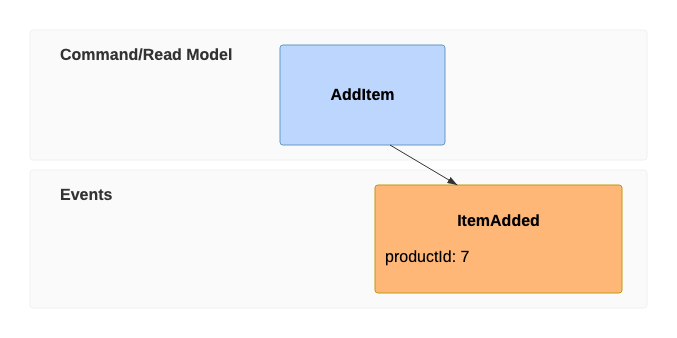 Command/Read Model
AddItem
Events
ItemAdded
productId: 7